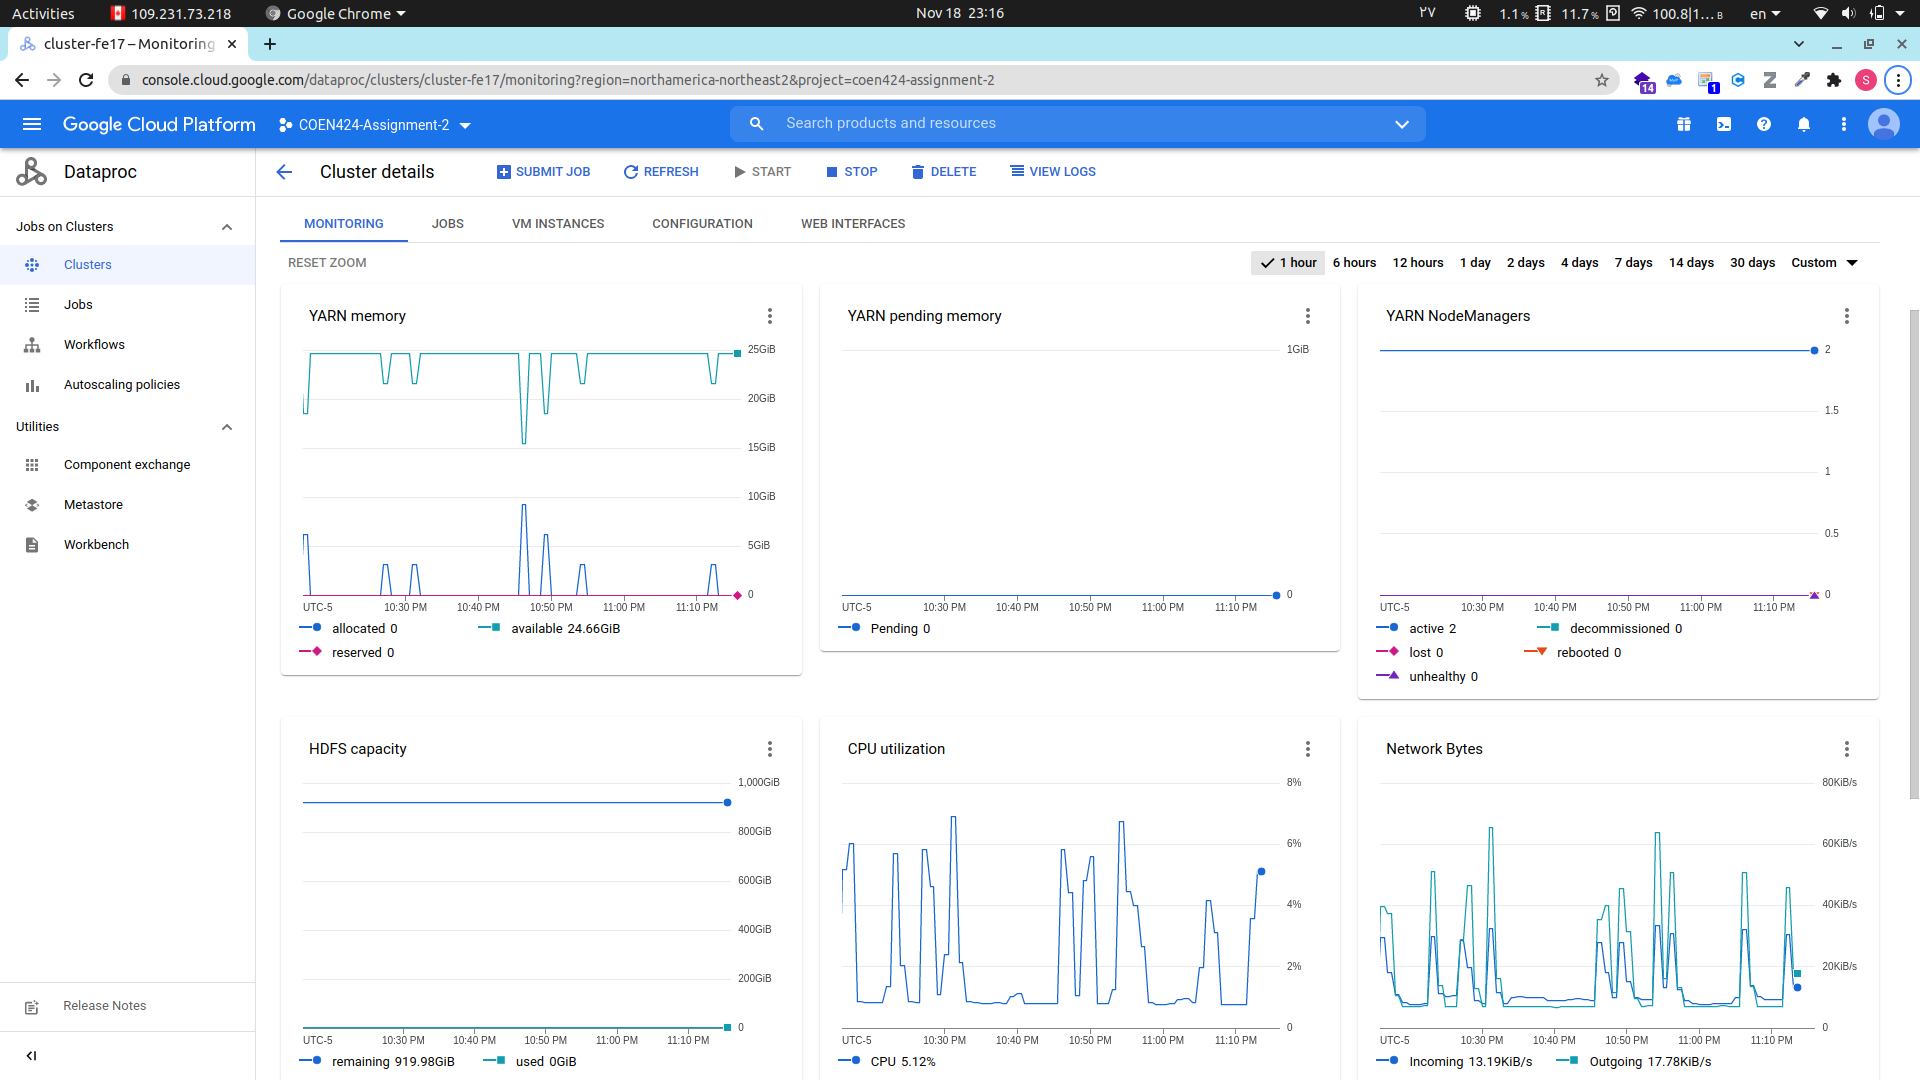 Activities 109.231.73.218 Google Chrome Nov 18 23:16 ۲۷ 1.1% 11.7% 100.8|1... B en
cluster-fe17 – Monitoring
console.cloud.google.com/dataproc/clusters/cluster-fe17/monitoring?region=northamerica-northeast2&project=coen424-assignment-2 14 1 S
Google Cloud Platform COEN424-Assignment-2 Search products and resources
Dataproc Cluster details SUBMIT JOB REFRESH START STOP DELETE VIEW LOGS
Jobs on Clusters
Clusters
Jobs
Workflows
Autoscaling policies
Utilities
Component exchange
Metastore
Workbench
Release Notes
MONITORING JOBS VM INSTANCES CONFIGURATION WEB INTERFACES
RESET ZOOM 1 hour 6 hours 12 hours 1 day 2 days 4 days 7 days 14 days 30 days Custom
YARN memory
25GiB
20GiB
15GiB
10GiB
5GiB
0
UTC-5 10:30 PM 10:40 PM 10:50 PM 11:00 PM 11:10 PM
allocated 0 available 24.66GiB
reserved 0
YARN pending memory
1GiB
0
UTC-5 10:30 PM 10:40 PM 10:50 PM 11:00 PM 11:10 PM
Pending 0
YARN NodeManagers
2
1.5
1
0.5
0
UTC-5 10:30 PM 10:40 PM 10:50 PM 11:00 PM 11:10 PM
active 2 decommissioned 0
lost 0 rebooted 0
unhealthy 0
HDFS capacity
1,000GiB
800GiB
600GiB
400GiB
200GiB
0
UTC-5 10:30 PM 10:40 PM 10:50 PM 11:00 PM 11:10 PM
remaining 919.98GiB used 0GiB
CPU utilization
8%
6%
4%
2%
0
UTC-5 10:30 PM 10:40 PM 10:50 PM 11:00 PM 11:10 PM
CPU 5.12%
Network Bytes
80KiB/s
60KiB/s
40KiB/s
20KiB/s
0
UTC-5 10:30 PM 10:40 PM 10:50 PM 11:00 PM 11:10 PM
Incoming 13.19KiB/s Outgoing 17.78KiB/s